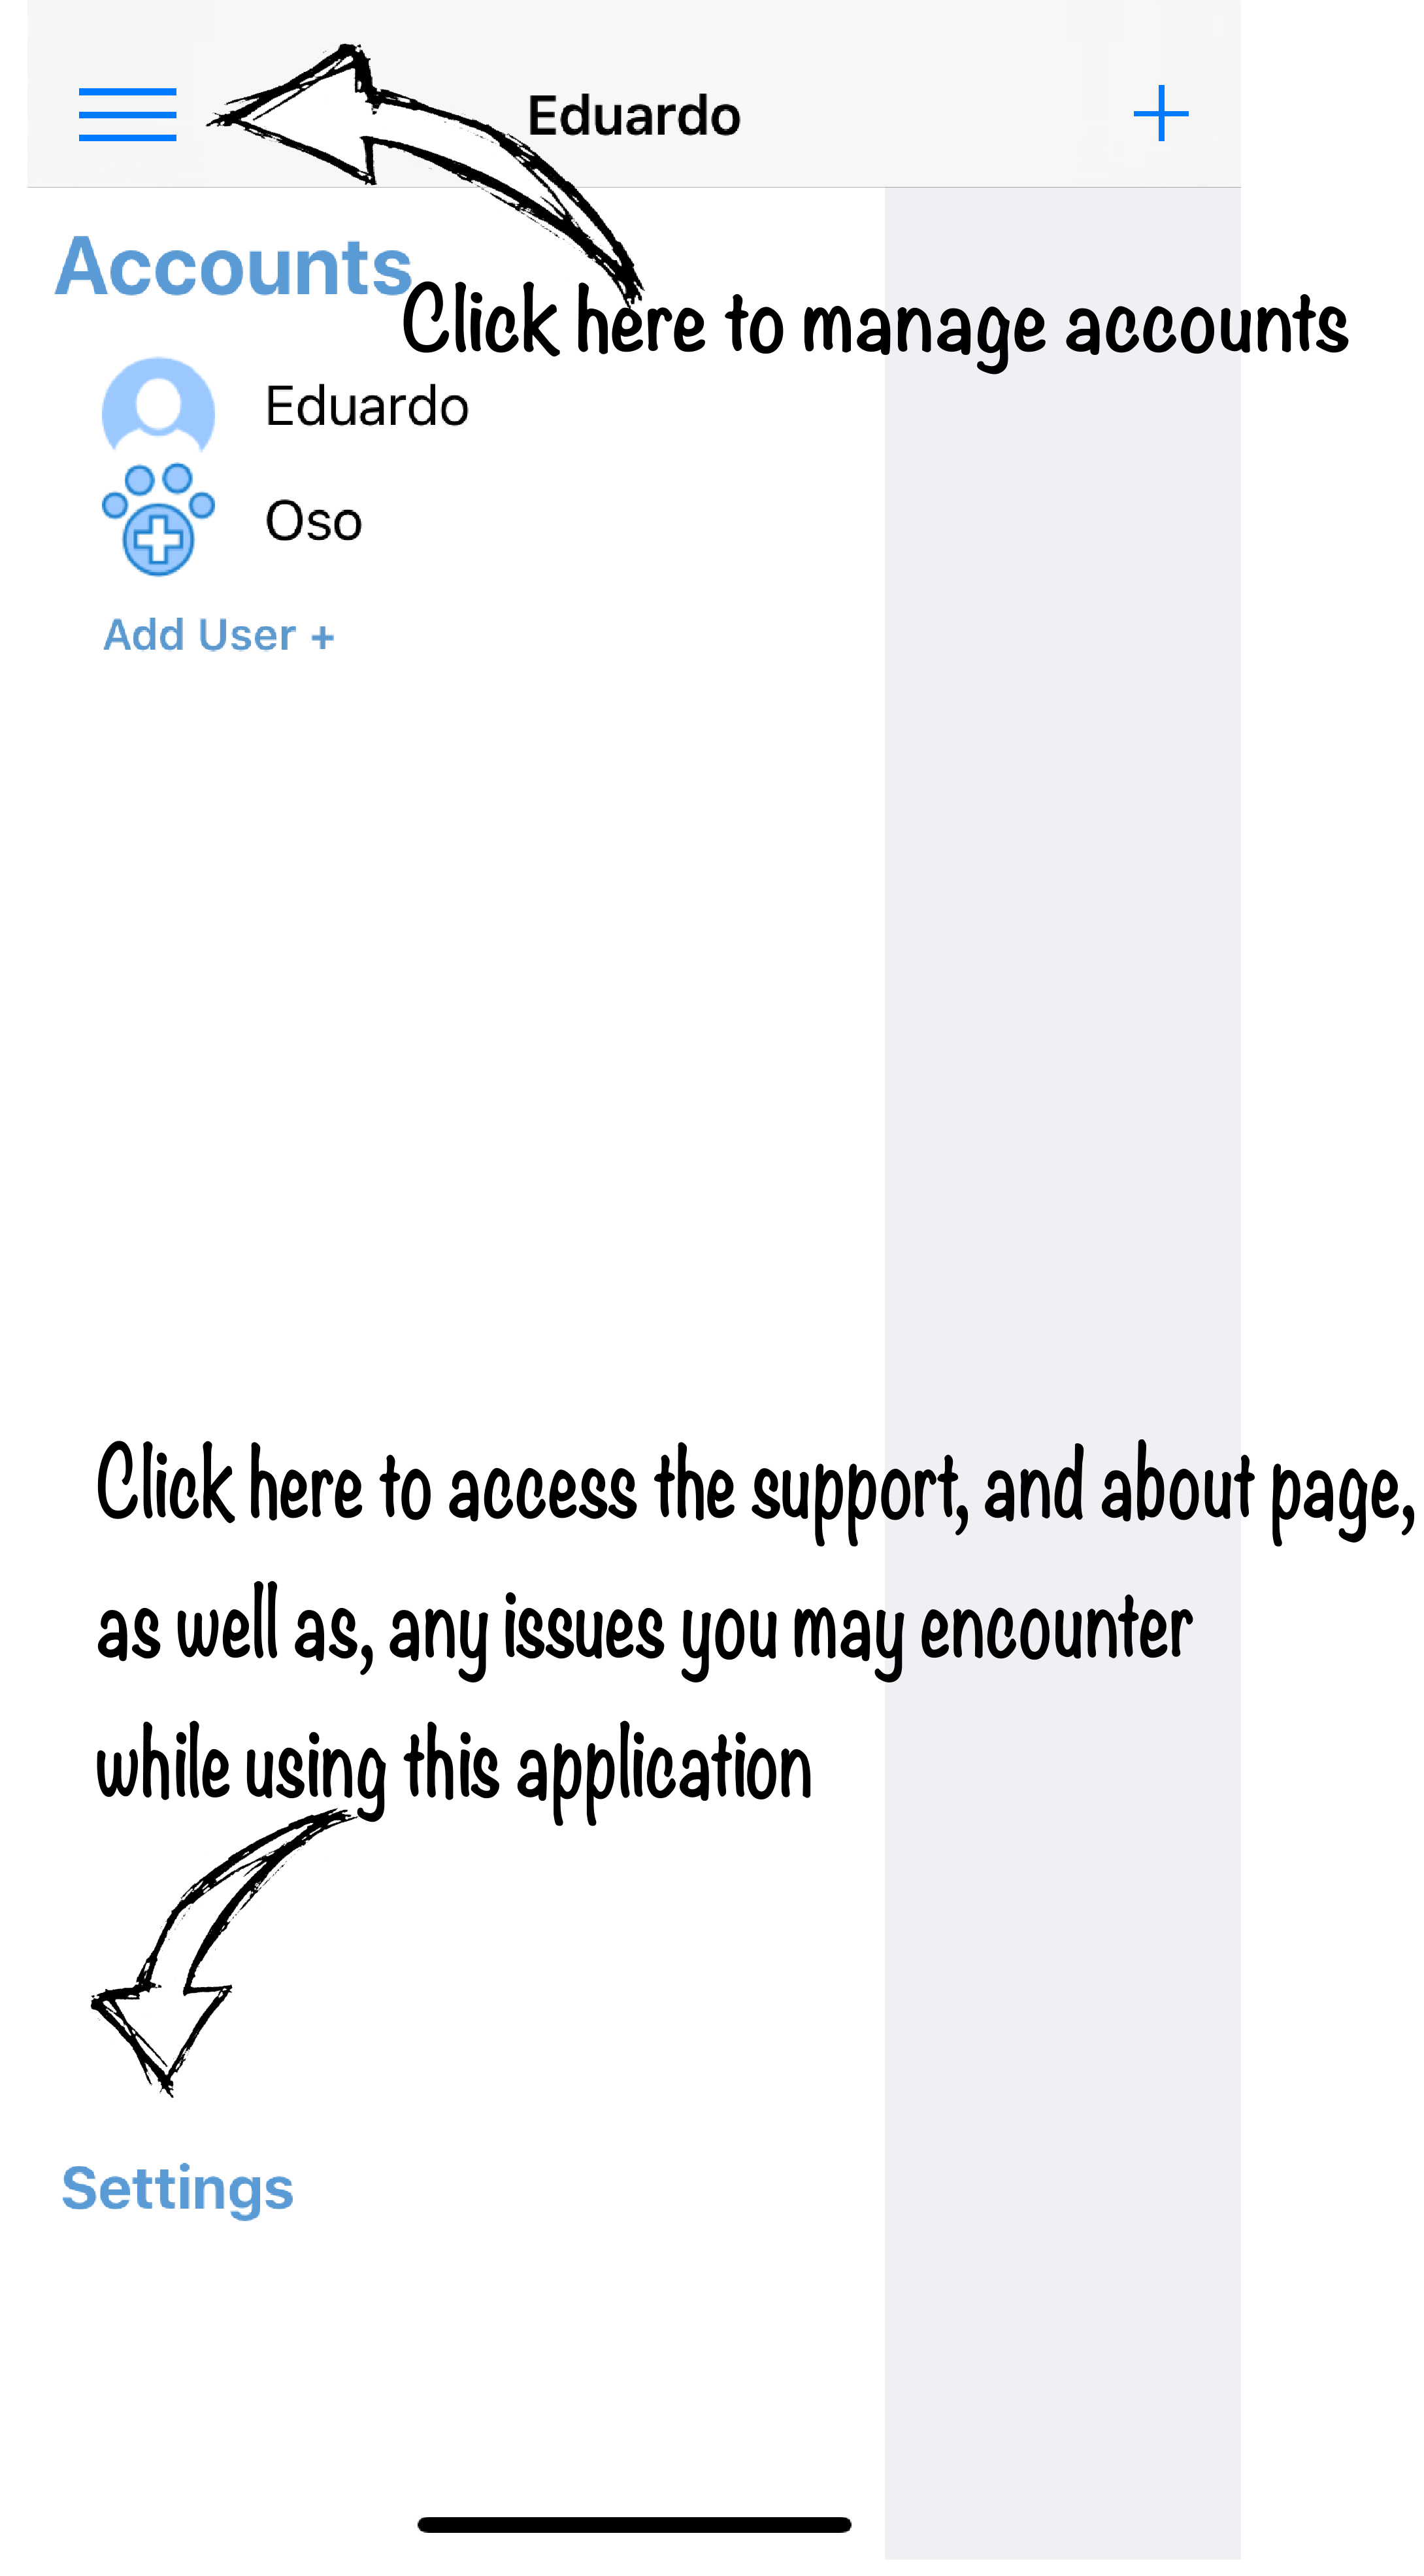 Eduardo
Accounts
Click here to manage accounts
Eduardo
Oso
Add User +
Click here to access the support, and about page,
as well as, any issues you may encounter
while using this application
Settings